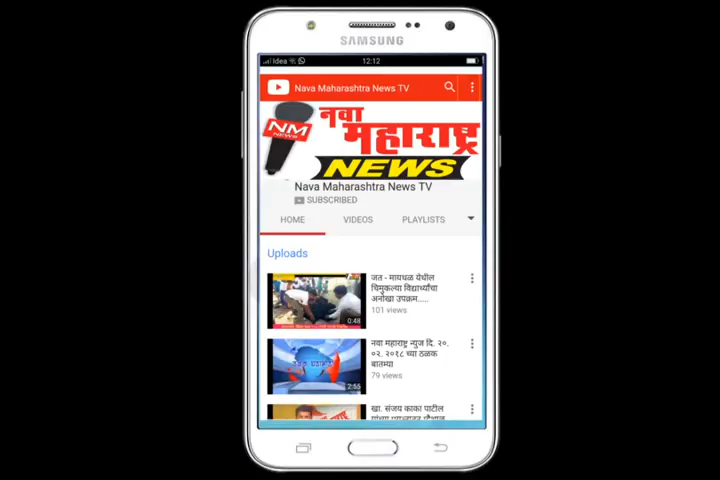 SAMSUNG
Idea
12:12
Nava Maharashtra News TV
NM
NEWS
नवा
महाराष्ट्र
NEWS
Nava Maharashtra News TV
SUBSCRIBED
HOME VIDEOS PLAYLISTS
Uploads
जत - मायथळ येथील
चिमुकल्या विद्यार्थ्यांचा
अनोखा उपक्रम.....
101 views
0:48
नवा महाराष्ट्र न्युज दि. २०.
०२. २०१८ च्या ठळक
बातम्या
79 views
2:55
खा. संजय काका पाटील